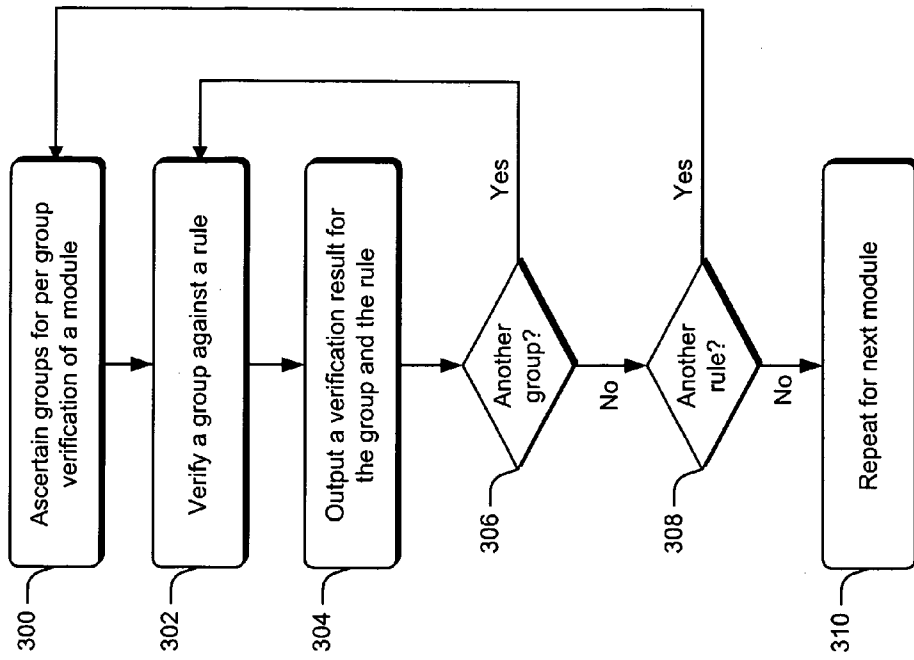 300
Ascertain groups for per group
verification of a module
302
Verify a group against a rule
304
Output a verification result for
the group and the rule
306
Another
group?
Yes
No
308
Another
rule?
Yes
No
310
Repeat for next module